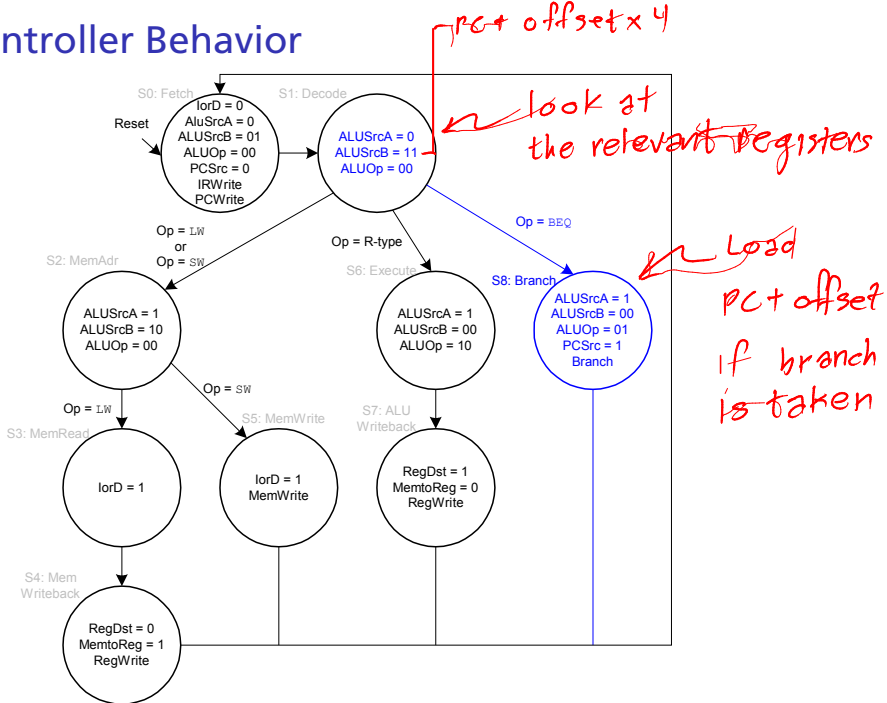 ntroller Behavior
PC+ offset x 4
S0: Fetch
S1: Decode
Reset
IorD = 0
AluSrcA = 0
ALUSrcB = 01
ALUOp = 00
PCSrc = 0
IRWrite
PCWrite
ALUSrcA = 0
ALUSrcB = 11
ALUOp = 00
look at
the relevant registers
Op = LW
or
Op = SW
Op = R-type
Op = BEQ
S2: MemAdr
ALUSrcA = 1
ALUSrcB = 10
ALUOp = 00
S6: Execute
ALUSrcA = 1
ALUSrcB = 00
ALUOp = 10
S8: Branch
ALUSrcA = 1
ALUSrcB = 00
ALUOp = 01
PCSrc = 1
Branch
Load
PC+ offset
If branch
is taken
Op = LW
Op = SW
S3: MemRead
IorD = 1
S5: MemWrite
IorD = 1
MemWrite
S7: ALU
Writeback
RegDst = 1
MemtoReg = 0
RegWrite
S4: Mem
Writeback
RegDst = 0
MemtoReg = 1
RegWrite